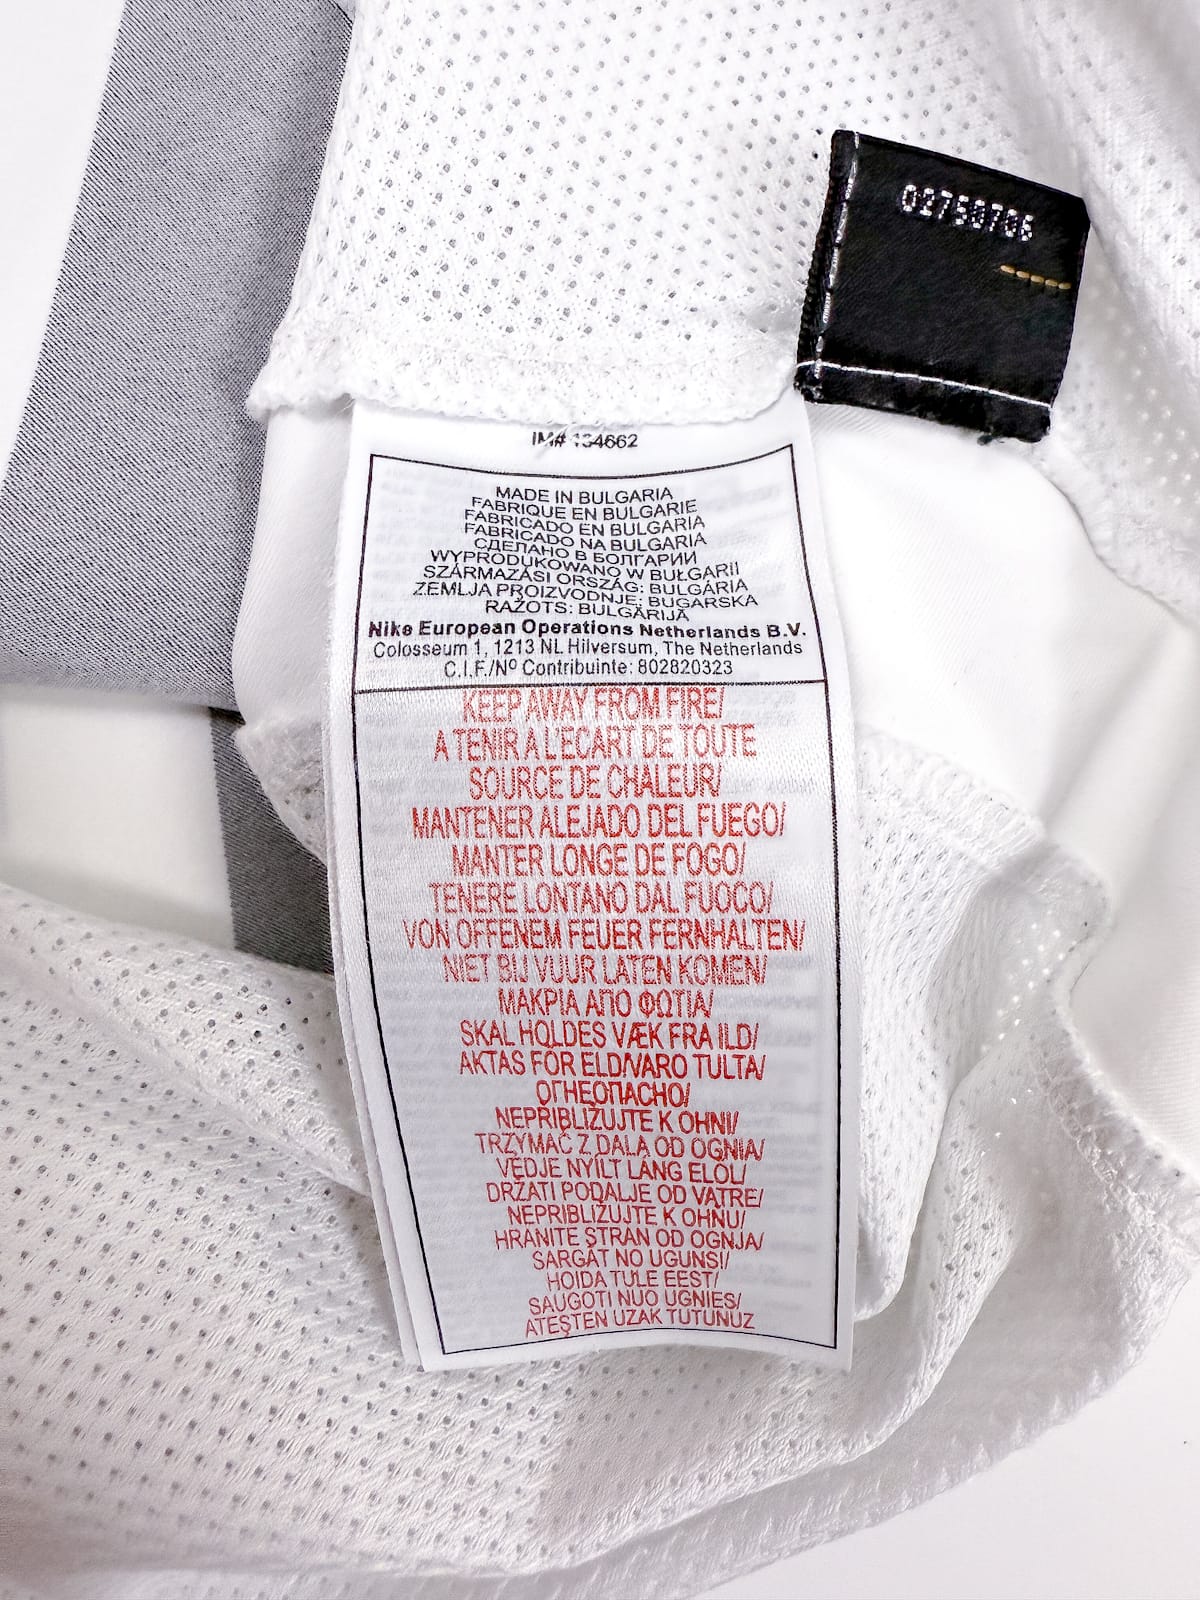 02750706
IM# 134662
MADE IN BULGARIA
FABRIQUE EN BULGARIE
FABRICADO EN BULGARIA
FABRICADO NA BULGARIA
СДЕЛАНО В БОЛГАРИИ
WYPRODUKOWANO W BUŁGARII
SZÁRMAZÁSI ORSZÁG: BULGÁRIA
ZEMLJA PROIZVODNJE: BUGARSKA
RAŽOTS: BULGĀRIJĀ
Nike European Operations Netherlands B.V.
Colosseum 1, 1213 NL Hilversum, The Netherlands
C.I.F./Nº Contribuinte: 802820323
KEEP AWAY FROM FIRE/
A TENIR A L'ECART DE TOUTE
SOURCE DE CHALEUR/
MANTENER ALEJADO DEL FUEGO/
MANTER LONGE DE FOGO/
TENERE LONTANO DAL FUOCO/
VON OFFENEM FEUER FERNHALTEN/
NIET BIJ VUUR LATEN KOMEN/
ΜΑΚΡΙΑ ΑΠΟ ΦΩΤΙΑ/
SKAL HOLDES VÆK FRA ILD/
AKTAS FÖR ELD/VARO TULTA/
ОГНЕОПАСНО/
NEPRIBLIŽUJTE K OHNI/
TRZYMAĆ Z DALA OD OGNIA/
VÉDJE NYÍLT LÁNG ELŐL/
DRŽATI PODALJE OD VATRE/
NEPRIBLIŽUJTE K OHŇU/
HRANITE STRAN OD OGNJA/
SARGĀT NO UGUNS!/
HOIDA TULE EEST/
SAUGOTI NUO UGNIES/
ATEŞTEN UZAK TUTUNUZ